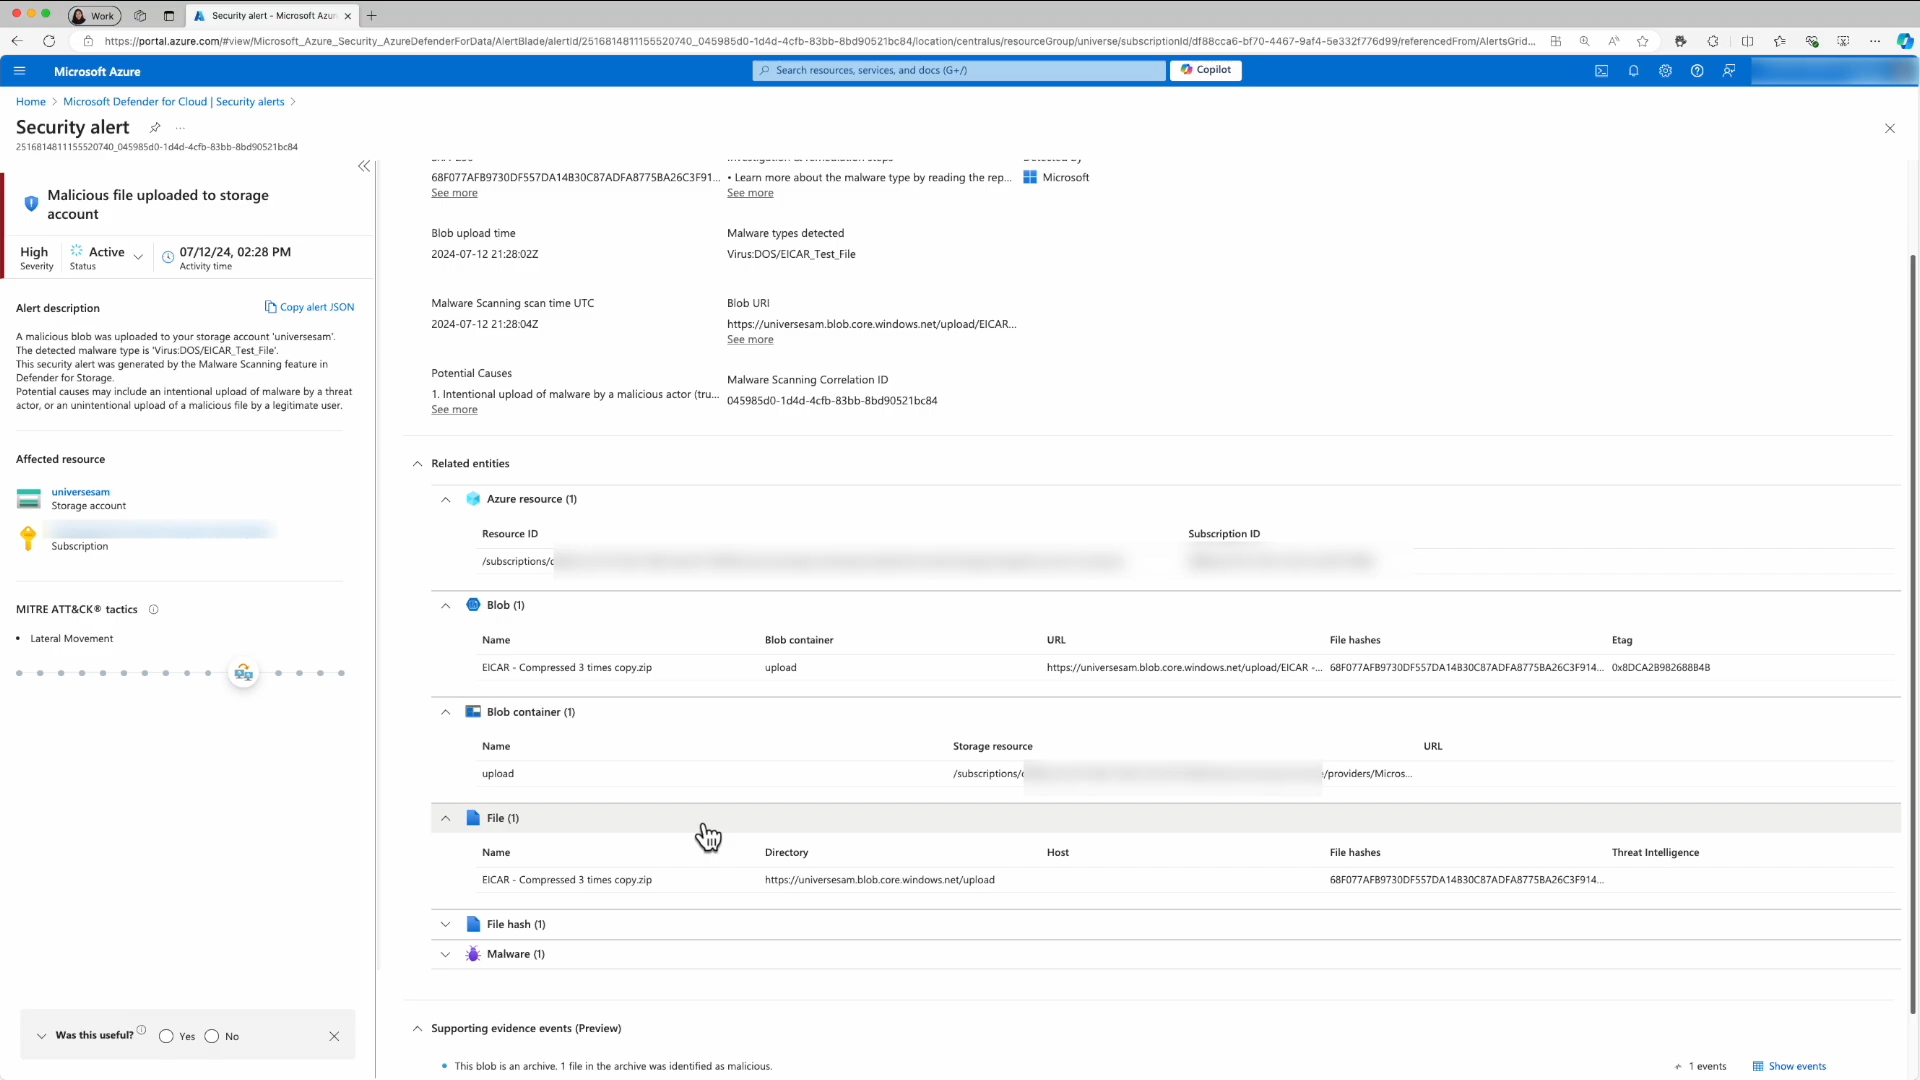 Work
Security alert - Microsoft Azur
https://portal.azure.com/#view/Microsoft_Azure_Security_AzureDefenderForData/AlertBlade/alertId/2516814811155520740_045985d0-1d4d-4cfb-83bb-8bd90521bc84/location/centralus/resourceGroup/universe/subscriptionId/df88cca6-bf70-4467-9af4-5e332f776d99/referencedFrom/AlertsGrid...
Microsoft Azure
Search resources, services, and docs (G+/)
Copilot
Home > Microsoft Defender for Cloud | Security alerts >
Security alert
2516814811155520740_045985d0-1d4d-4cfb-83bb-8bd90521bc84
Malicious file uploaded to storage
account
High
Severity
Active
Status
07/12/24, 02:28 PM
Activity time
Alert description
Copy alert JSON
A malicious blob was uploaded to your storage account 'universesam'.
The detected malware type is 'Virus:DOS/EICAR_Test_File'.
This security alert was generated by the Malware Scanning feature in
Defender for Storage.
Potential causes may include an intentional upload of malware by a threat
actor, or an unintentional upload of a malicious file by a legitimate user.
Affected resource
universesam
Storage account
Subscription
MITRE ATT&CK® tactics
• Lateral Movement
Was this useful?
Yes
No
68F077AFB9730DF557DA14B30C87ADFA8775BA26C3F91...
See more
Investigation & remediation steps
• Learn more about the malware type by reading the rep...
See more
Detected by
Microsoft
Blob upload time
2024-07-12 21:28:02Z
Malware types detected
Virus:DOS/EICAR_Test_File
Malware Scanning scan time UTC
2024-07-12 21:28:04Z
Blob URI
https://universesam.blob.core.windows.net/upload/EICAR...
See more
Potential Causes
1. Intentional upload of malware by a malicious actor (tru...
See more
Malware Scanning Correlation ID
045985d0-1d4d-4cfb-83bb-8bd90521bc84
Related entities
Azure resource (1)
Resource ID
Subscription ID
/subscriptions/c
Blob (1)
Name
Blob container
URL
File hashes
Etag
EICAR - Compressed 3 times copy.zip
upload
https://universesam.blob.core.windows.net/upload/EICAR -...
68F077AFB9730DF557DA14B30C87ADFA8775BA26C3F914...
0x8DCA2B982688B4B
Blob container (1)
Name
Storage resource
URL
upload
/subscriptions/
/providers/Micros...
File (1)
Name
Directory
Host
File hashes
Threat Intelligence
EICAR - Compressed 3 times copy.zip
https://universesam.blob.core.windows.net/upload
68F077AFB9730DF557DA14B30C87ADFA8775BA26C3F914...
File hash (1)
Malware (1)
Supporting evidence events (Preview)
• This blob is an archive. 1 file in the archive was identified as malicious.
1 events
Show events